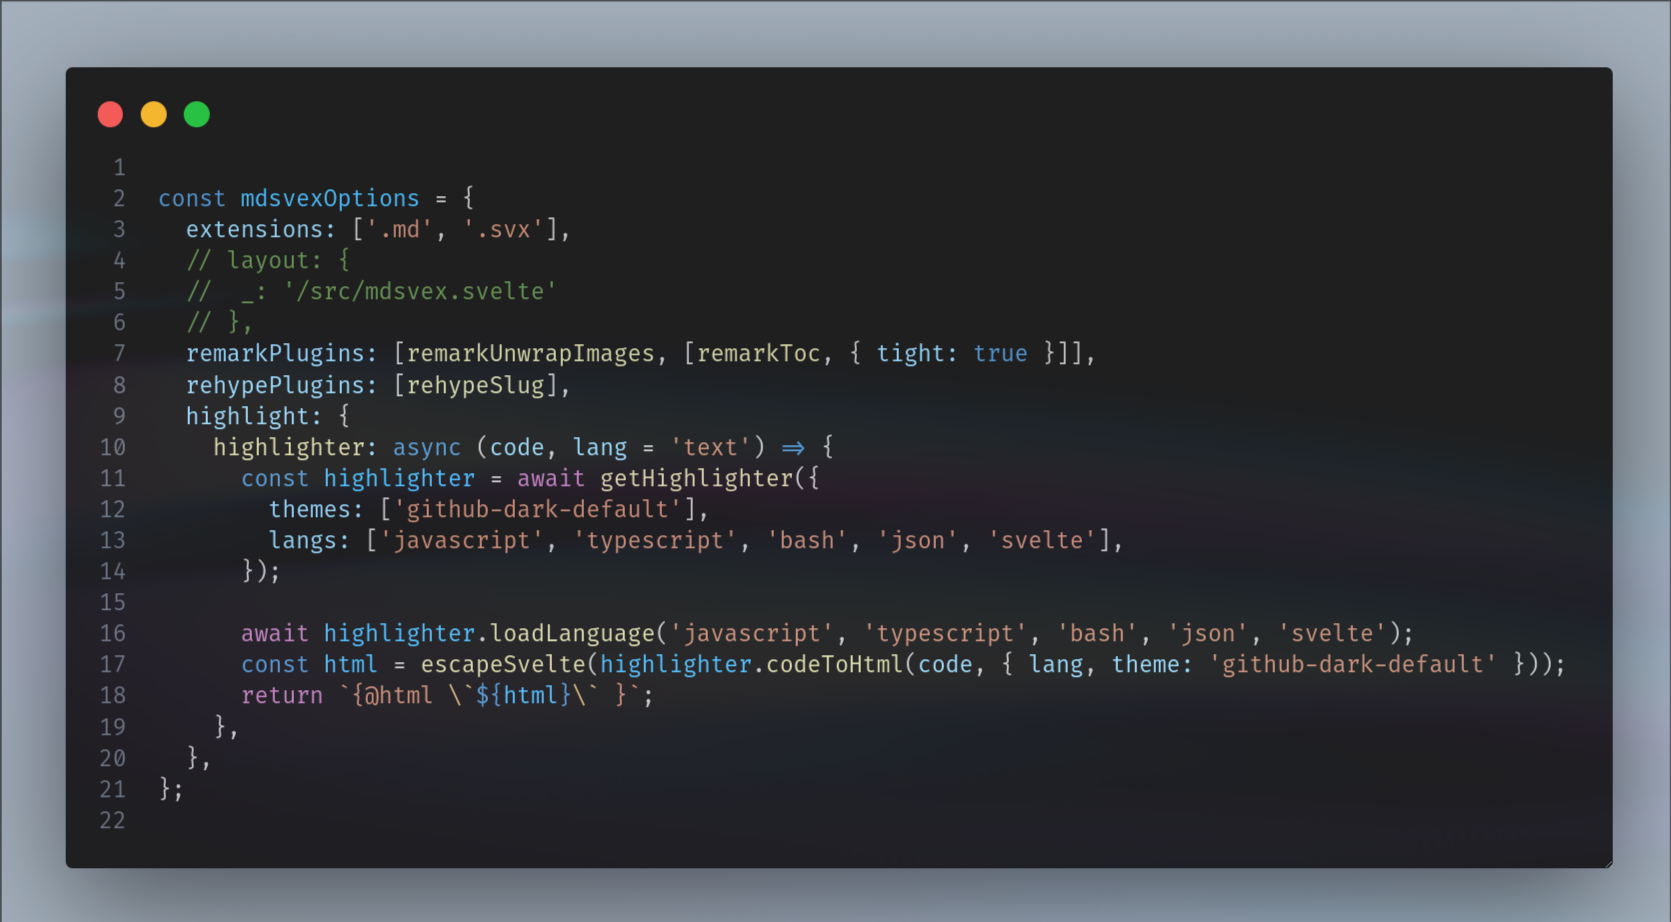 1
2 const mdsvexOptions = {
3   extensions: ['.md', '.svx'],
4   // layout: {
5   //  _: '/src/mdsvex.svelte'
6   // },
7   remarkPlugins: [remarkUnwrapImages, [remarkToc, { tight: true }]],
8   rehypePlugins: [rehypeSlug],
9   highlight: {
10     highlighter: async (code, lang = 'text') => {
11       const highlighter = await getHighlighter({
12         themes: ['github-dark-default'],
13         langs: ['javascript', 'typescript', 'bash', 'json', 'svelte'],
14       });
15
16       await highlighter.loadLanguage('javascript', 'typescript', 'bash', 'json', 'svelte');
17       const html = escapeSvelte(highlighter.codeToHtml(code, { lang, theme: 'github-dark-default' }));
18       return `{@html \`${html}\` }`;
19     },
20   },
21 };
22